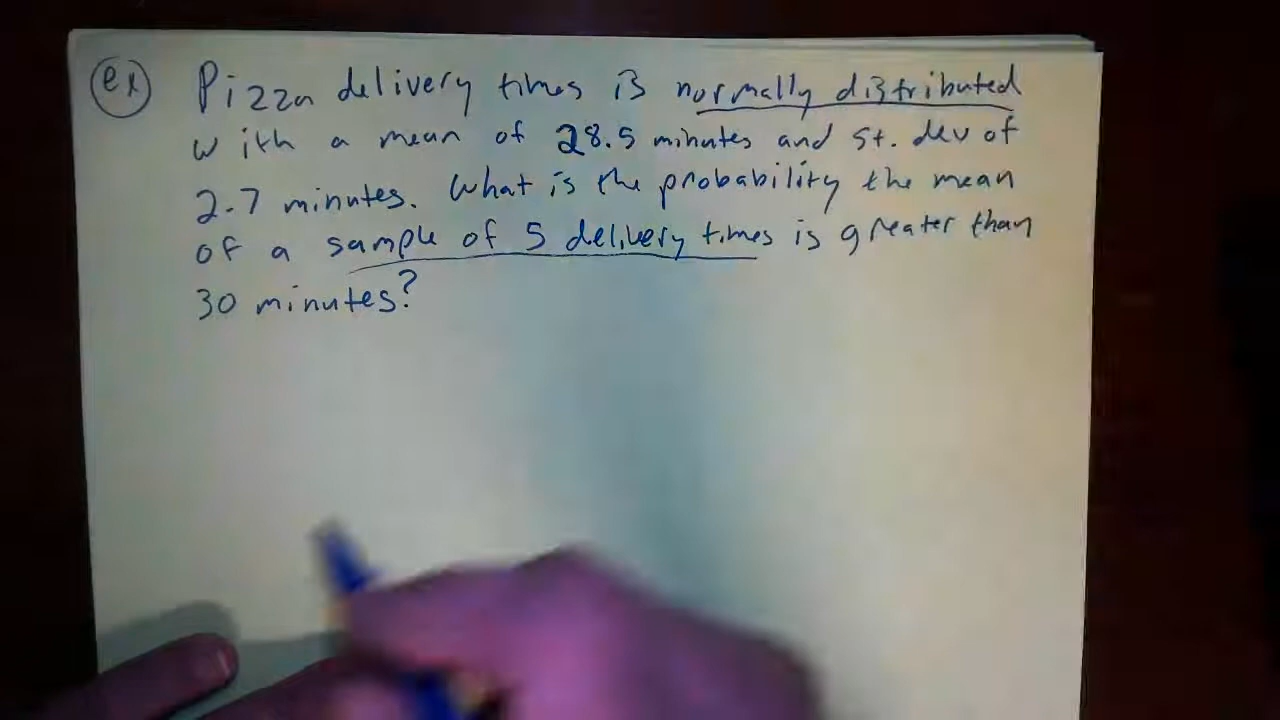 ex Pizza delivery times is normally distributed
with a mean of 28.5 minutes and st. dev of
2.7 minutes. What is the probability the mean
of a sample of 5 delivery times is greater than
30 minutes?